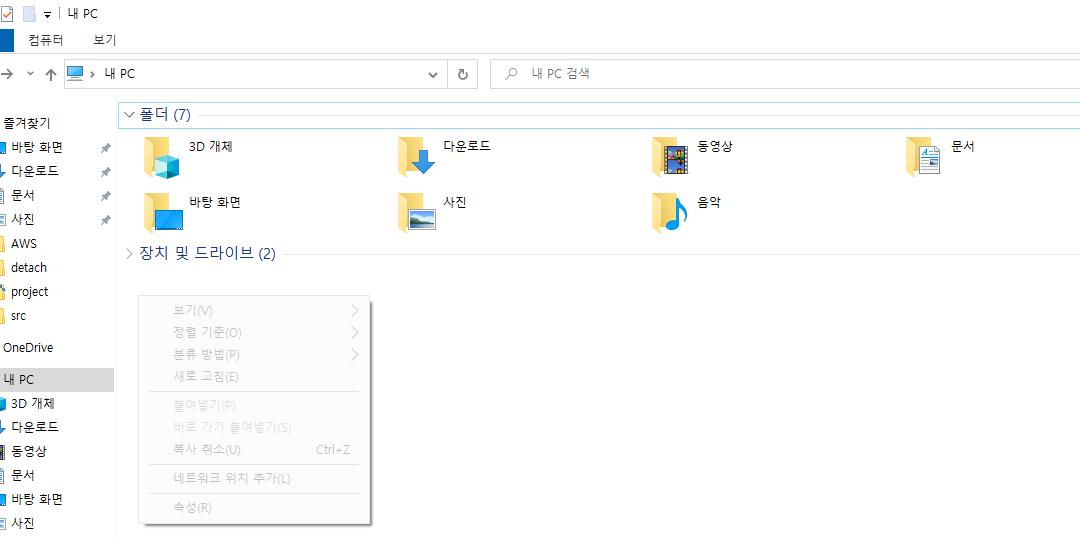 내 PC
컴퓨터 보기
내 PC
내 PC 검색
즐겨찾기
바탕 화면
다운로드
문서
사진
AWS
detach
project
src
OneDrive
내 PC
3D 개체
다운로드
동영상
문서
바탕 화면
사진
폴더 (7)
3D 개체
다운로드
동영상
문서
바탕 화면
사진
음악
장치 및 드라이브 (2)
보기(V)
정렬 기준(O)
분류 방법(P)
새로 고침(E)
붙여넣기(P)
바로 가기 붙여넣기(S)
복사 취소(U) Ctrl+Z
네트워크 위치 추가(L)
속성(R)